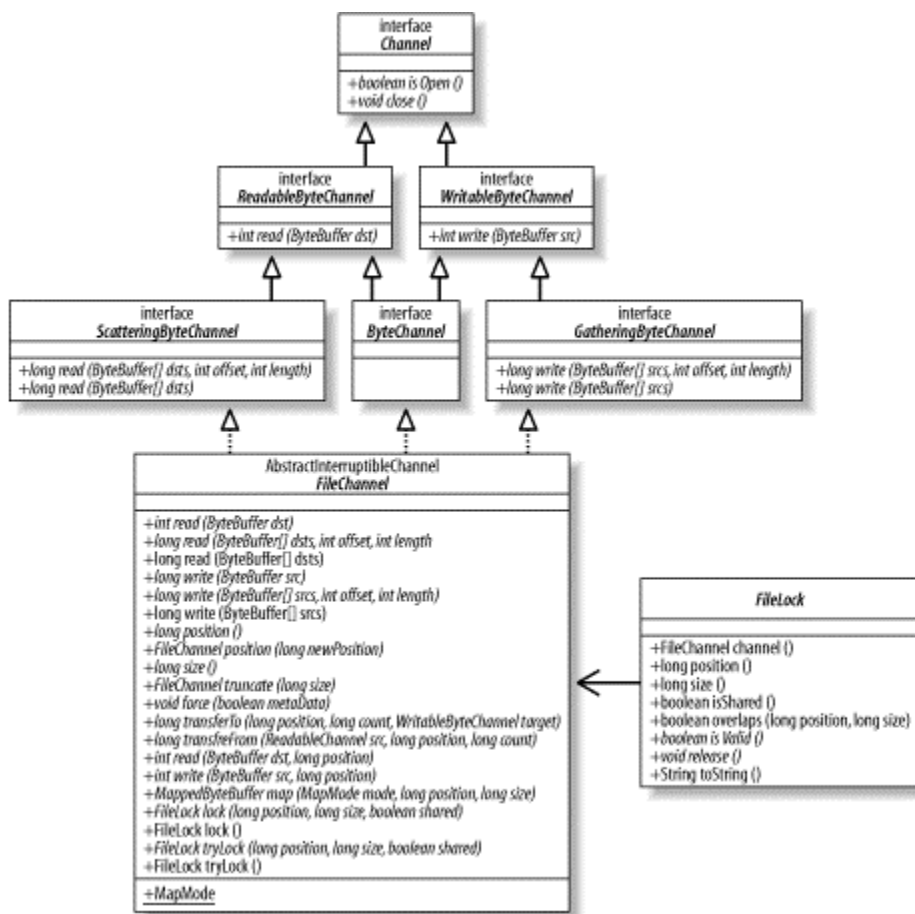 interface
Channel
+boolean is Open ()
+void close ()
interface
ReadableByteChannel
+int read (ByteBuffer dst)
interface
WritableByteChannel
+int write (ByteBuffer src)
interface
ScatteringByteChannel
+long read (ByteBuffer[] dsts, int offset, int length)
+long read (ByteBuffer[] dsts)
interface
ByteChannel
interface
GatheringByteChannel
+long write (ByteBuffer[] srcs, int offset, int length)
+long write (ByteBuffer[] srcs)
AbstractInterruptibleChannel
FileChannel
+int read (ByteBuffer dst)
+long read (ByteBuffer[] dsts, int offset, int length
+long read (ByteBuffer[] dsts)
+long write (ByteBuffer src)
+long write (ByteBuffer[] srcs, int offset, int length)
+long write (ByteBuffer[] srcs)
+long position ()
+FileChannel position (long newPosition)
+long size ()
+FileChannel truncate (long size)
+void force (boolean metaData)
+long transferTo (long position, long count, WritableByteChannel target)
+long transfreFrom (ReadableChannel src, long position, long count)
+int read (ByteBuffer dst, long position)
+int write (ByteBuffer src, long position)
+MappedByteBuffer map (MapMode mode, long position, long size)
+FileLock lock (long position, long size, boolean shared)
+FileLock lock ()
+FileLock tryLock (long position, long size, boolean shared)
+FileLock tryLock ()
+MapMode
FileLock
+FileChannel channel ()
+long position ()
+long size ()
+boolean isShared ()
+boolean overlaps (long position, long size)
+boolean is Valid ()
+void release ()
+String toString ()